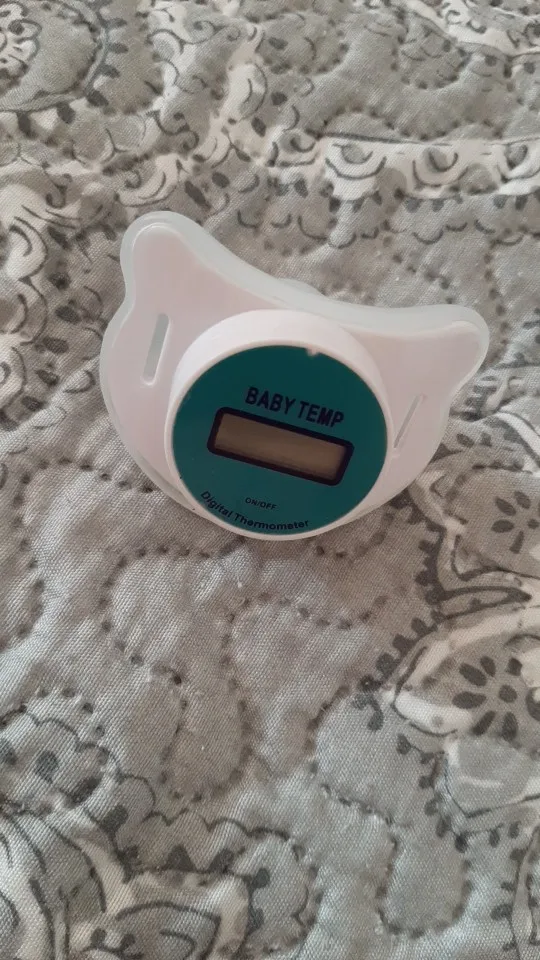 BABY TEMP
ON/OFF
Digital Thermometer